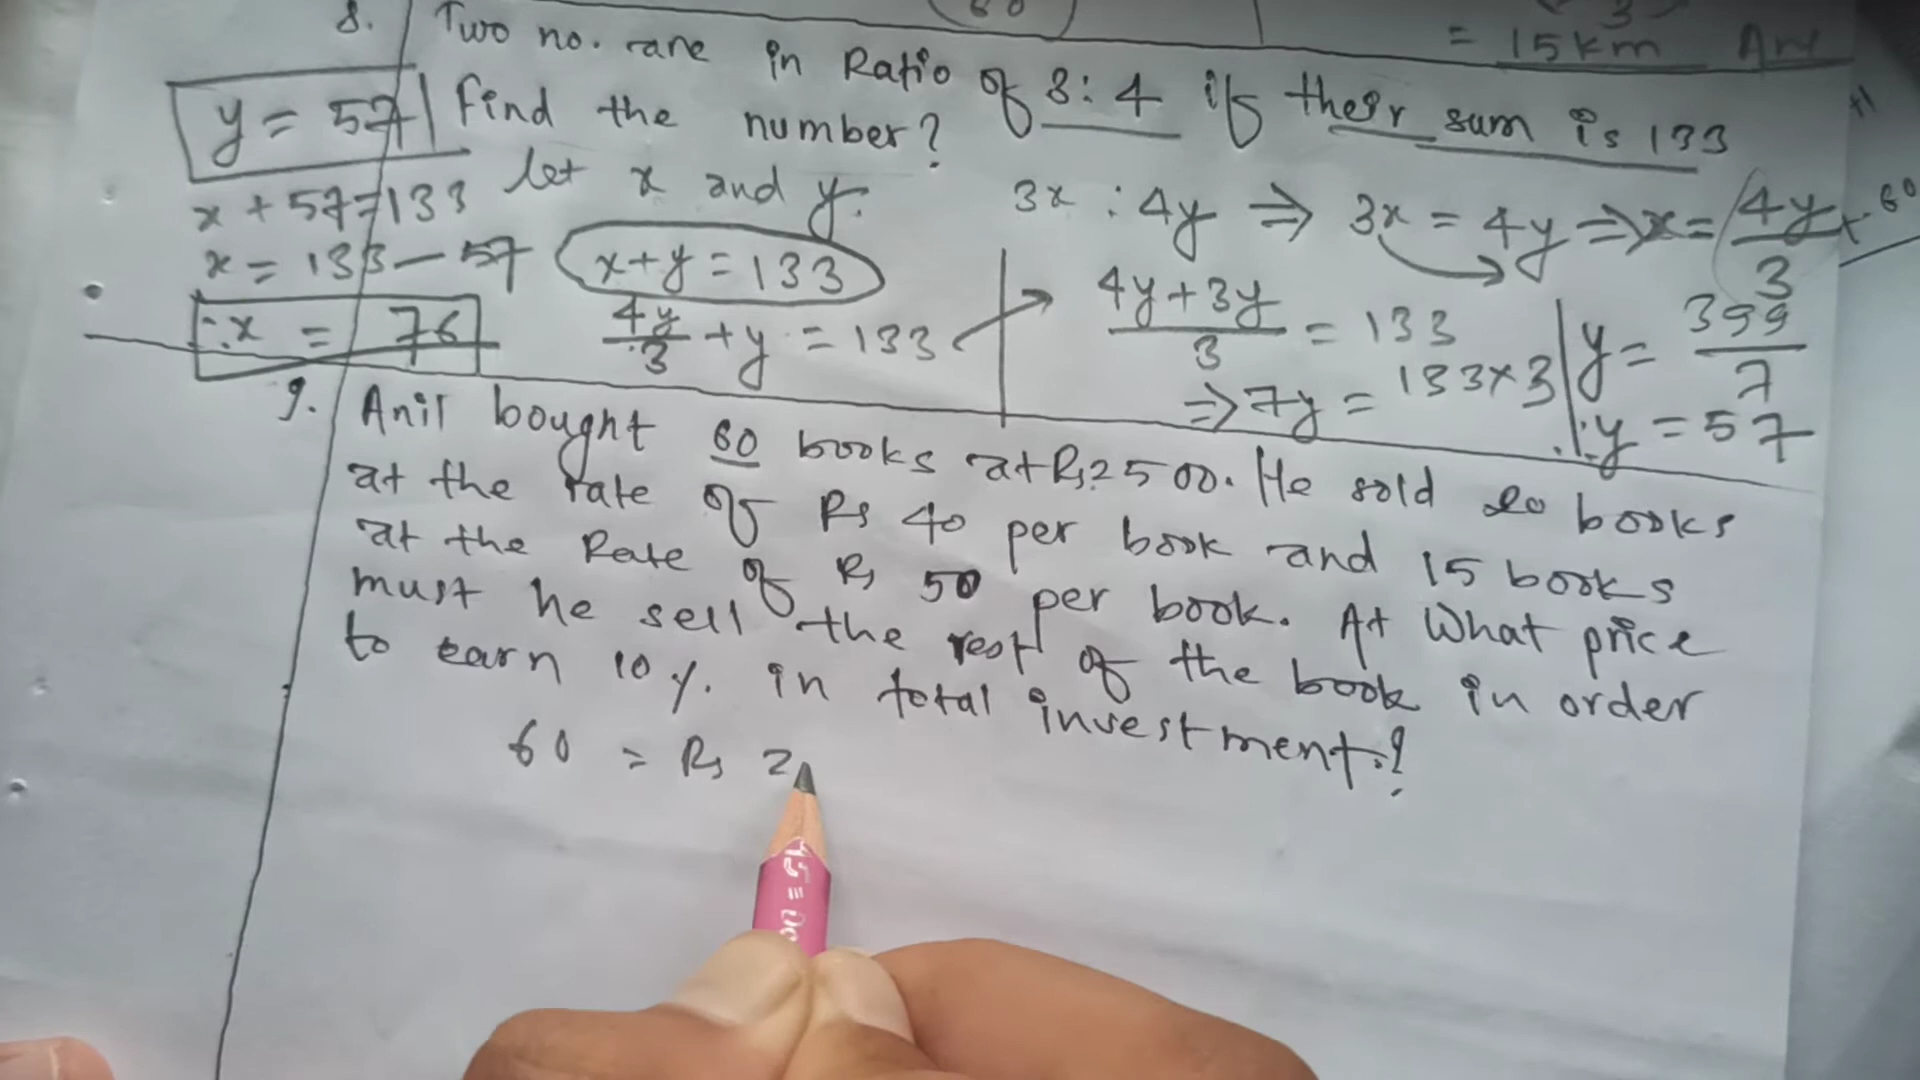 60
3
= 15 km Ans
8. Two no. are in Ratio of 3:4 if their sum is 133
Find the number?
y = 57
let x and y.
3x : 4y ⇒ 3x = 4y ⇒ x = 4y/3
x + 57 = 133
x = 133 - 57
x + y = 133
∴ x = 76
4y/3 + y = 133
4y + 3y/3 = 133
⇒ 7y = 133 x 3
y = 399/7
∴ y = 57
9. Anil bought 60 books at Rs 2500. He sold 20 books
at the rate of Rs 40 per book and 15 books
at the Rate of Rs 50 per book. At What price
must he sell the rest of the book in order
to earn 10 %. in total investment.?
60 = Rs 2